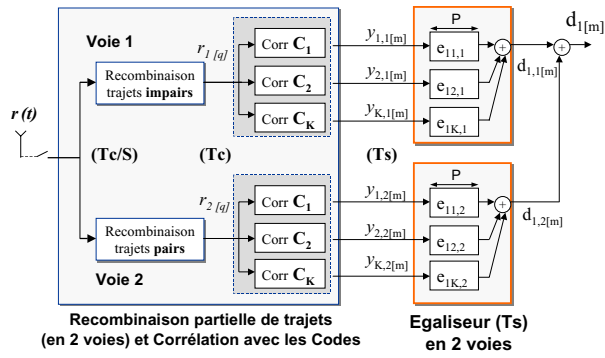 Voie 1
r1 [q]
Corr C1
Corr C2
Corr CK
y1,1[m]
y2,1[m]
yK,1[m]
P
e11,1
e12,1
e1K,1
+
d1,1[m]
+
d1[m]
Recombinaison
trajets impairs
r(t)
(Tc/S)
(Tc)
(Ts)
Recombinaison
trajets pairs
Voie 2
r2 [q]
Corr C1
Corr C2
Corr CK
y1,2[m]
y2,2[m]
yK,2[m]
P
e11,2
e12,2
e1K,2
+
d1,2[m]
Recombinaison partielle de trajets
(en 2 voies) et Corrélation avec les Codes
Egaliseur (Ts)
en 2 voies